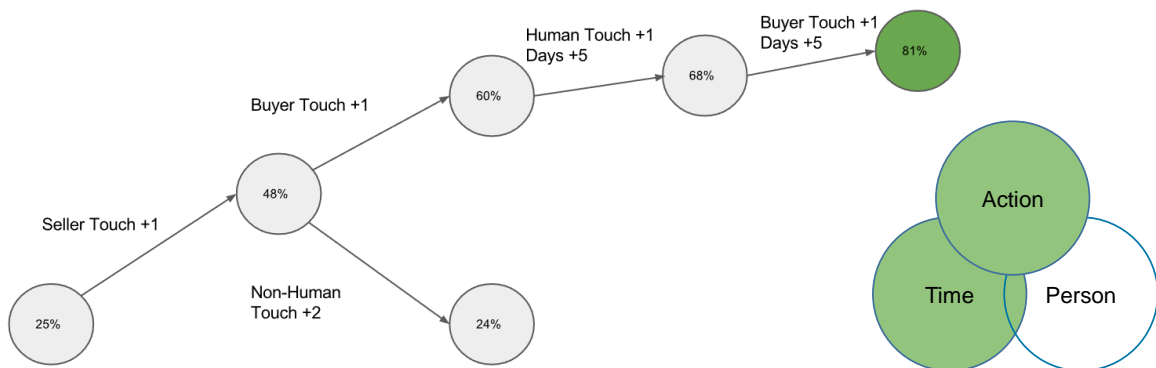 Human Touch +1
Days +5
Buyer Touch +1
Days +5
81%
68%
Buyer Touch +1
60%
48%
Seller Touch +1
Non-Human
Touch +2
25%
24%
Action
Time
Person